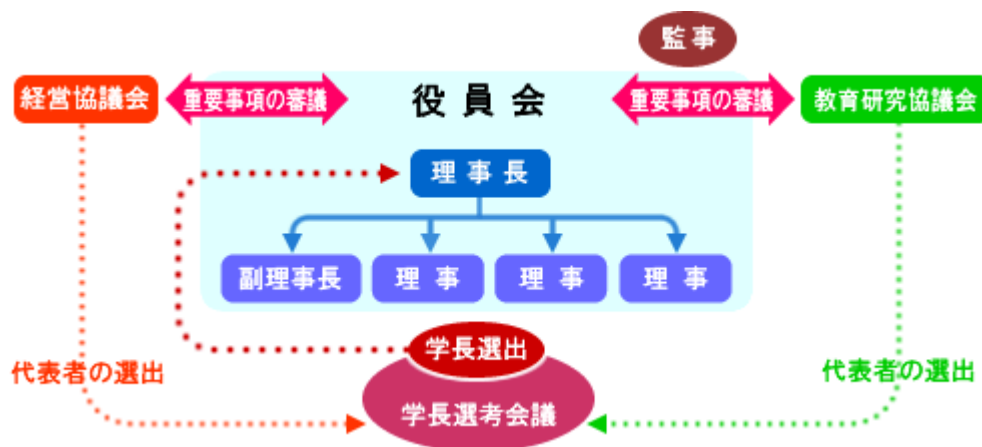 監事
経営協議会
重要事項の審議
役員会
重要事項の審議
教育研究協議会
理事長
副理事長
理事
理事
理事
学長選出
代表者の選出
代表者の選出
学長選考会議